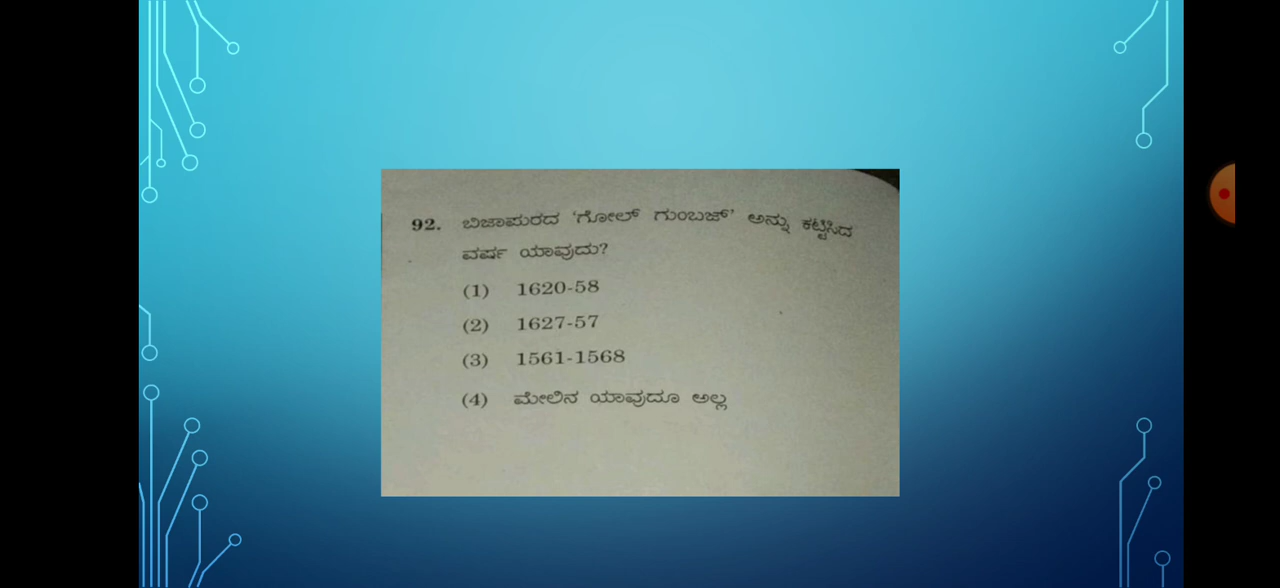 92. ಬಿಜಾಪುರದ 'ಗೋಲ್ ಗುಂಬಜ್' ಅನ್ನು ಕಟ್ಟಿಸಿದ
ವರ್ಷ ಯಾವುದು?
(1) 1620-58
(2) 1627-57
(3) 1561-1568
(4) ಮೇಲಿನ ಯಾವುದೂ ಅಲ್ಲ